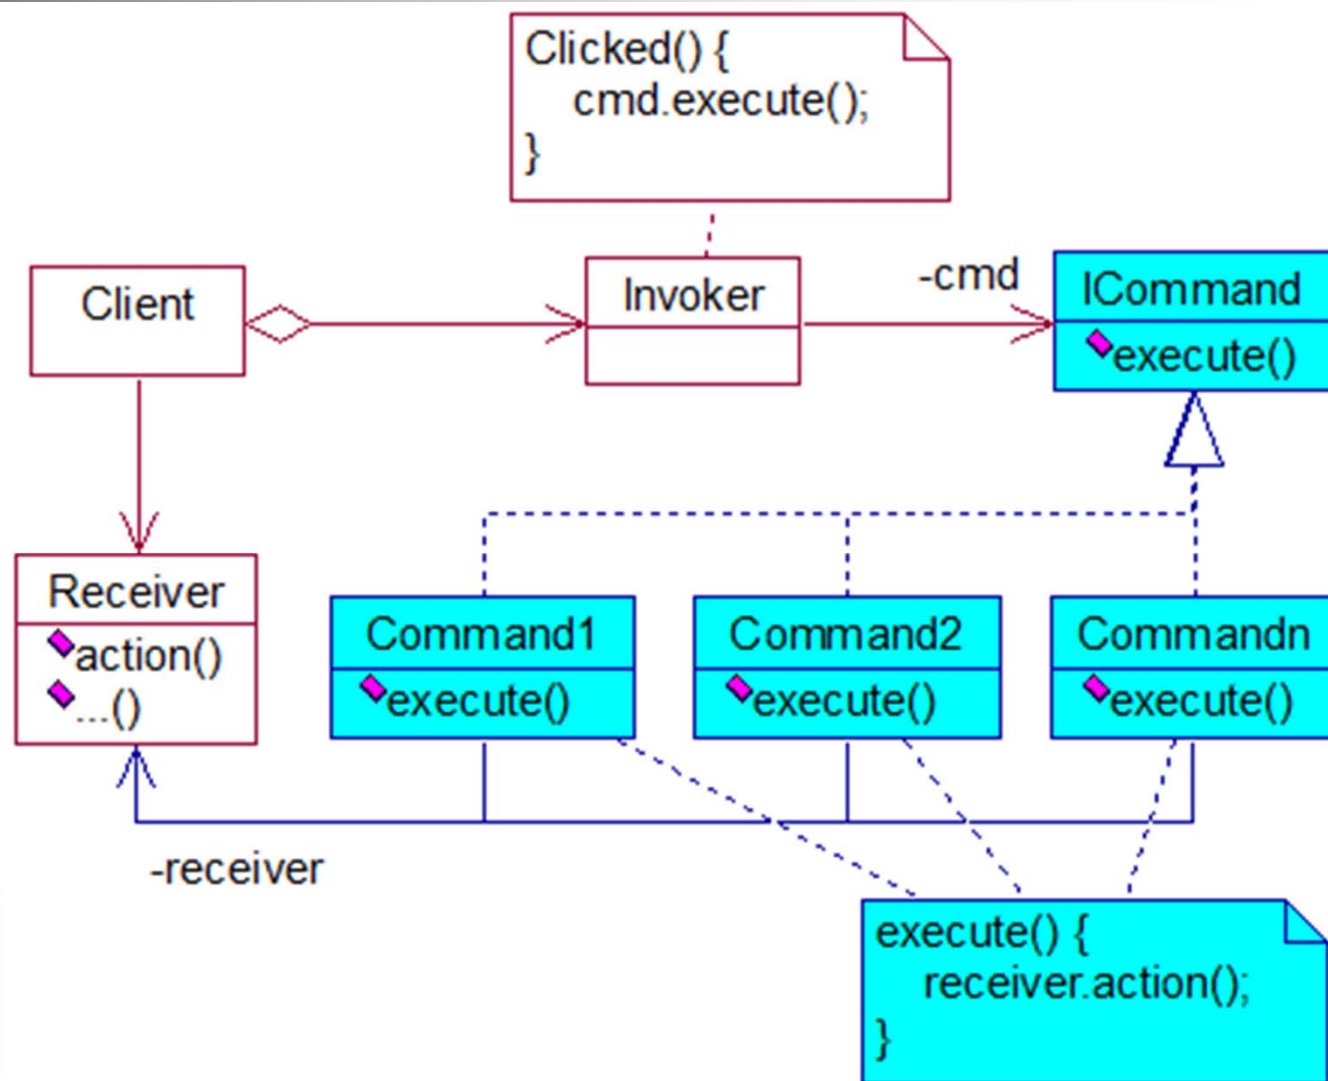 Clicked() {
cmd.execute();
}
Client
Invoker
-cmd
ICommand
execute()
Receiver
action()
...()
Command1
execute()
Command2
execute()
Commandn
execute()
-receiver
execute() {
receiver.action();
}